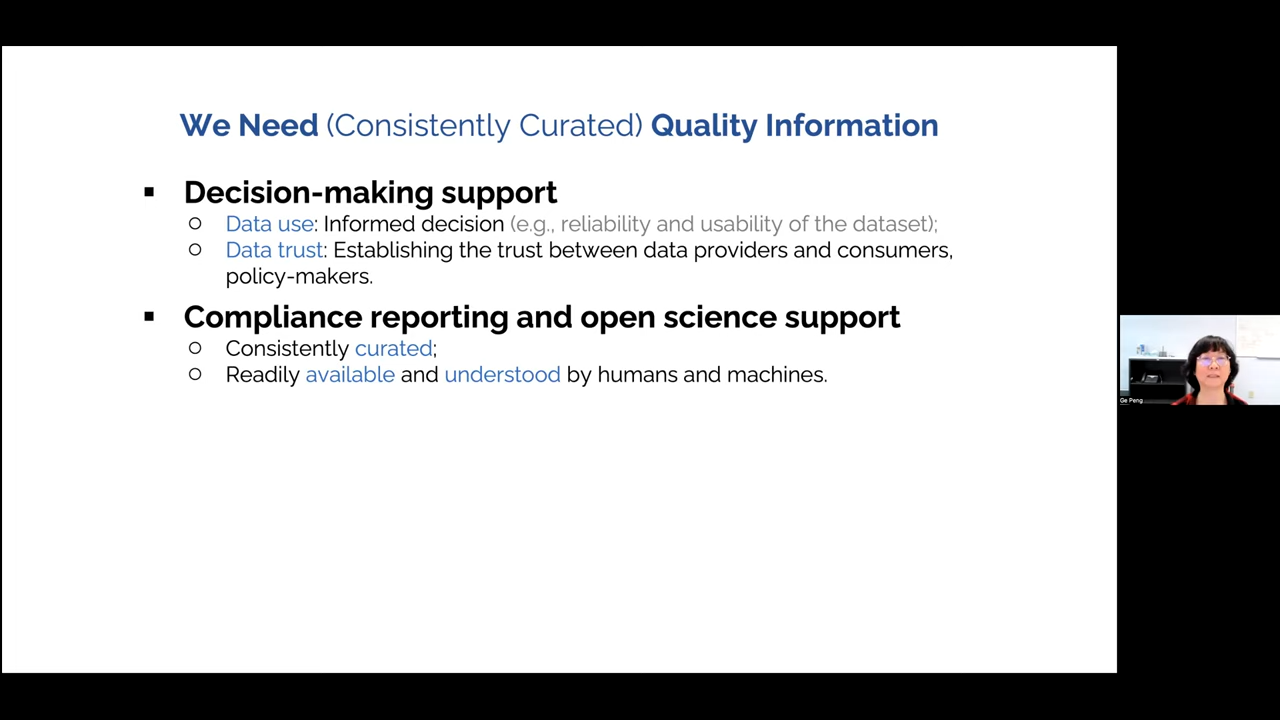 We Need (Consistently Curated) Quality Information
▪ Decision-making support
○ Data use: Informed decision (e.g., reliability and usability of the dataset);
○ Data trust: Establishing the trust between data providers and consumers,
policy-makers.
▪ Compliance reporting and open science support
○ Consistently curated;
○ Readily available and understood by humans and machines.
Ge Peng